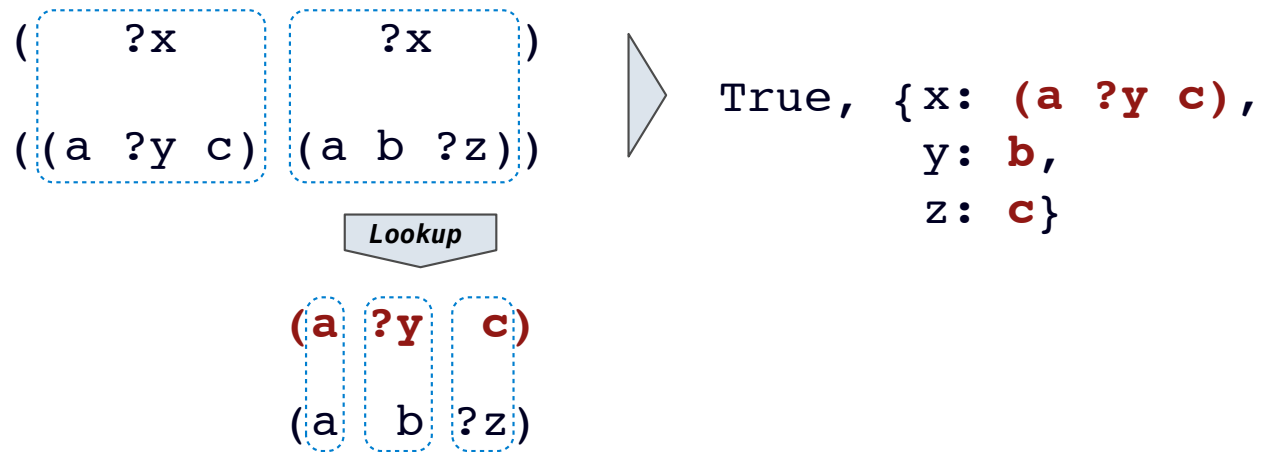 ( ?x ?x )
((a ?y c) (a b ?z))
Lookup
(a ?y c)
(a b ?z)
True, {x: (a ?y c),
y: b,
z: c}